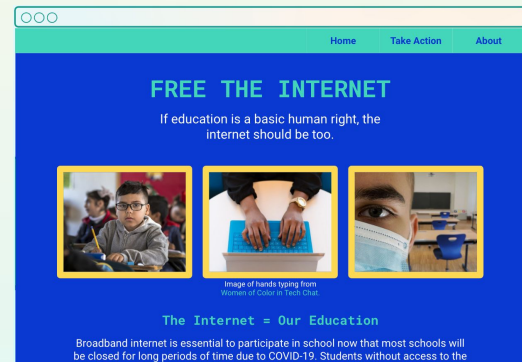 Home Take Action About
FREE THE INTERNET
If education is a basic human right, the
internet should be too.
Image of hands typing from
Women of Color in Tech Chat.
The Internet = Our Education
Broadband internet is essential to participate in school now that most schools will
be closed for long periods of time due to COVID-19. Students without access to the